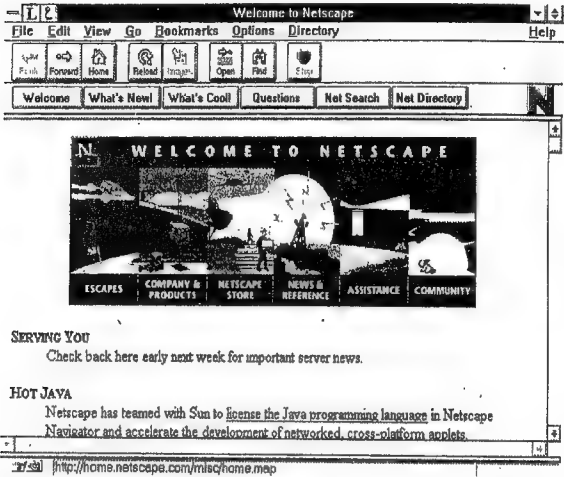 Welcome to Netscape
File Edit View Go Bookmarks Options Directory Help
Back Forward Home Reload Images Open Find Stop
Welcome What's New! What's Cool! Questions Net Search Net Directory
N
N WELCOME TO NETSCAPE
ESCAPES COMPANY & PRODUCTS NETSCAPE STORE NEWS & REFERENCE ASSISTANCE COMMUNITY
SERVING YOU
Check back here early next week for important server news.
HOT JAVA
Netscape has teamed with Sun to license the Java programming language in Netscape
Navigator and accelerate the development of networked, cross-platform applets.
http://home.netscape.com/misc/home.map